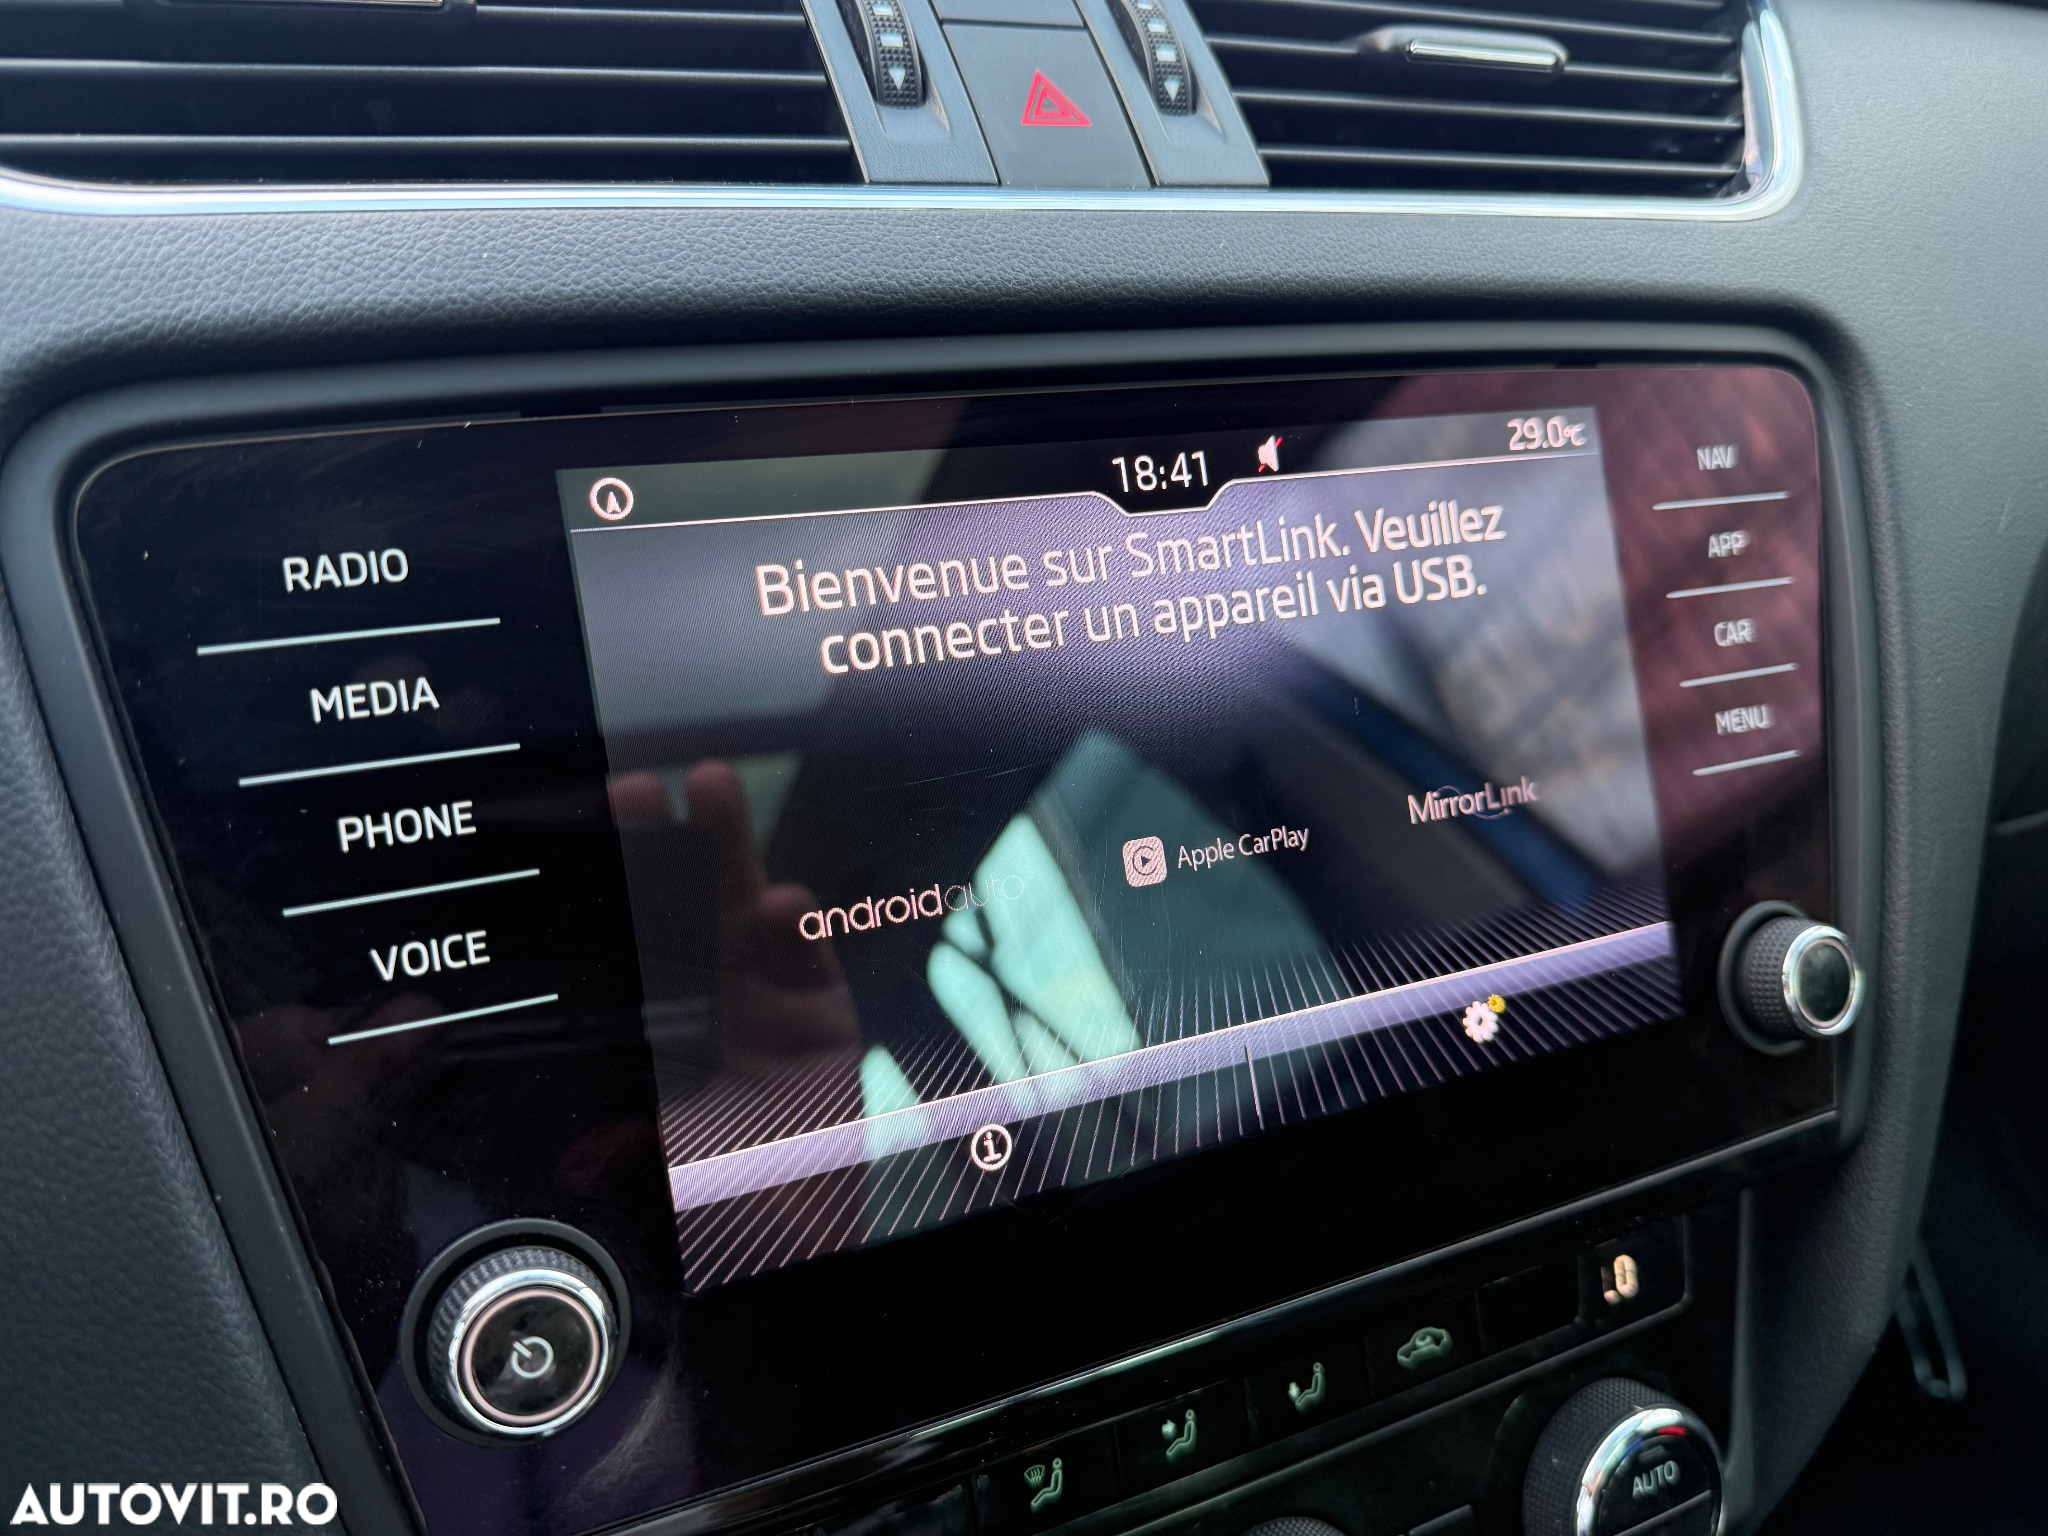 18:41
29.0°C
RADIO
MEDIA
PHONE
VOICE
Bienvenue sur SmartLink. Veuillez
connecter un appareil via USB.
androidauto
Apple CarPlay
MirrorLink
NAV
APP
CAR
MENU
AUTO
AUTOVIT.RO